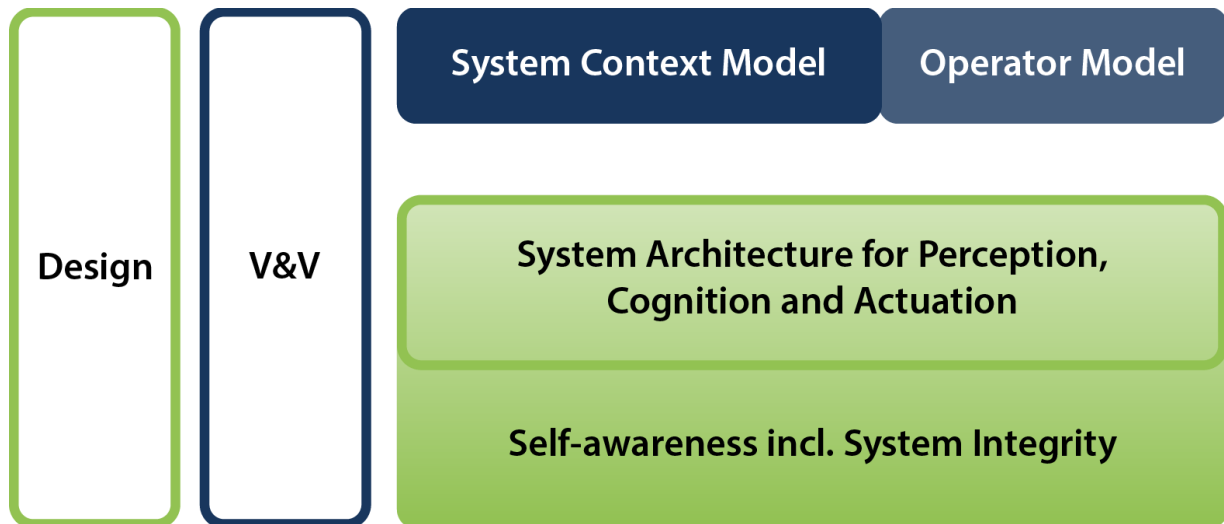 Design
V&V
System Context Model
Operator Model
System Architecture for Perception,
Cognition and Actuation
Self-awareness incl. System Integrity